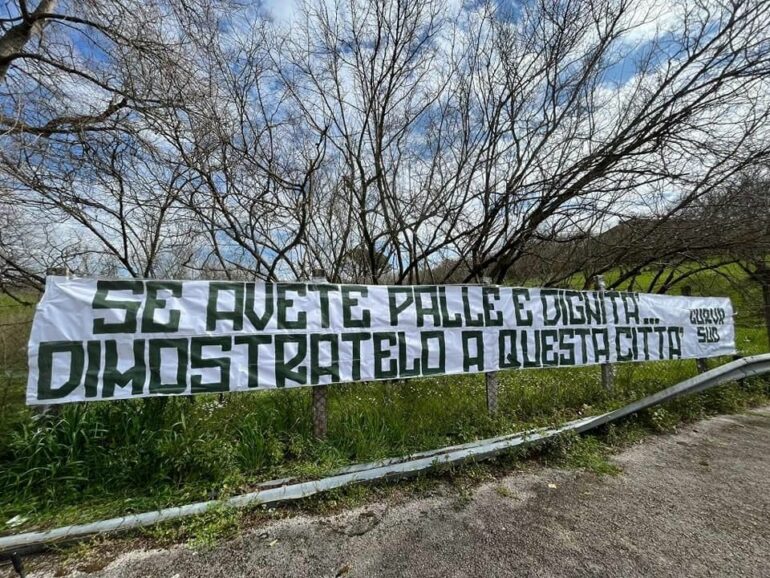 SE AVETE PALLE E DIGNITA'...
DIMOSTRATELO A QUESTA CITTA'
CURVA
SUD